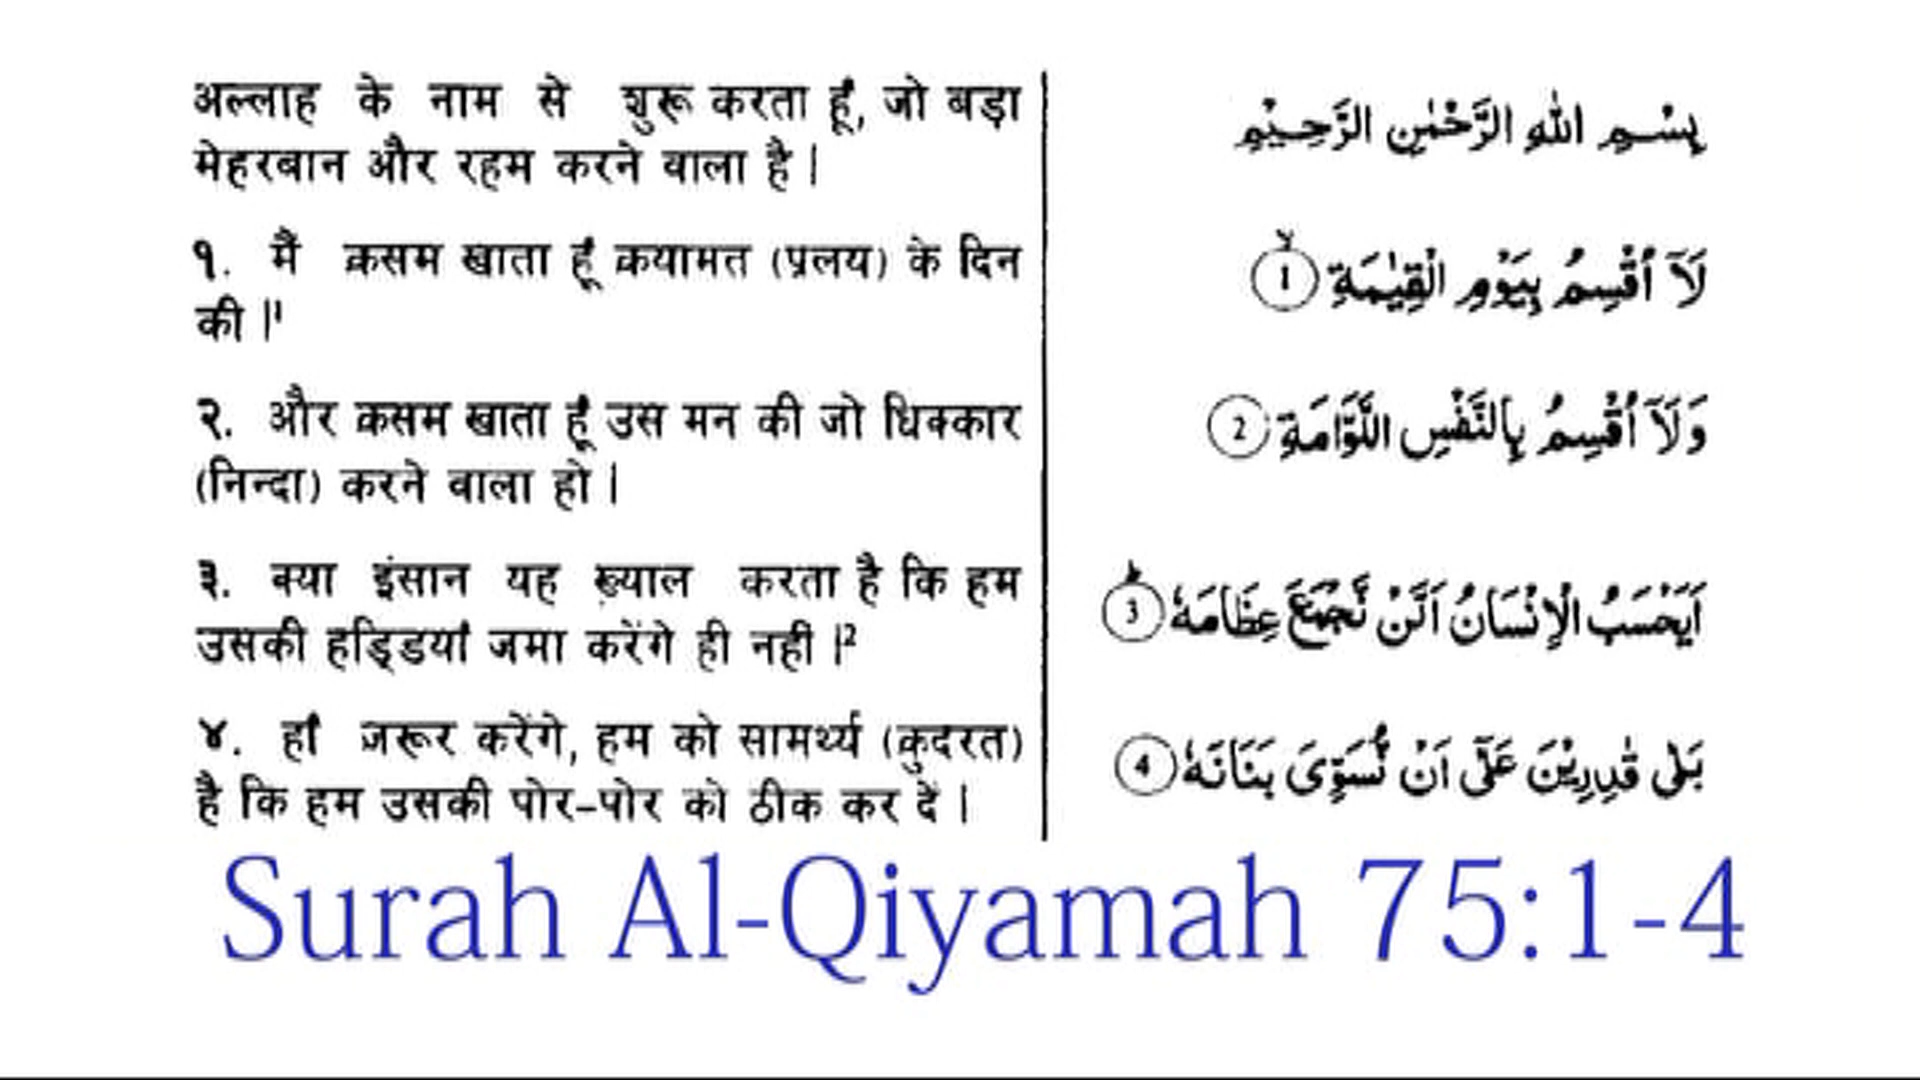 अल्लाह के नाम से शुरू करता हूँ, जो बड़ा
मेहरबान और रहम करने वाला है |
१. मैं क़सम खाता हूँ क़यामत (प्रलय) के दिन
की |¹
२. और क़सम खाता हूँ उस मन की जो धिक्कार
(निन्दा) करने वाला हो |
३. क्या इंसान यह ख़्याल करता है कि हम
उसकी हड्डियाँ जमा करेंगे ही नहीं |²
४. हाँ ज़रूर करेंगे, हम को सामर्थ्य (क़ुदरत)
है कि हम उसकी पोर-पोर को ठीक कर दें |
بِسْمِ اللهِ الرَّحْمٰنِ الرَّحِيْمِ
لَآ اُقْسِمُ بِيَوْمِ الْقِيٰمَةِ ① ۙ
وَلَآ اُقْسِمُ بِالنَّفْسِ اللَّوَّامَةِ ②
اَيَحْسَبُ الْاِنْسَانُ اَلَّنْ نَّجْمَعَ عِظَامَهٗ ③ ؕ
بَلٰى قٰدِرِيْنَ عَلٰٓى اَنْ نُّسَوِّىَ بَنَانَهٗ ④
Surah Al-Qiyamah 75:1-4